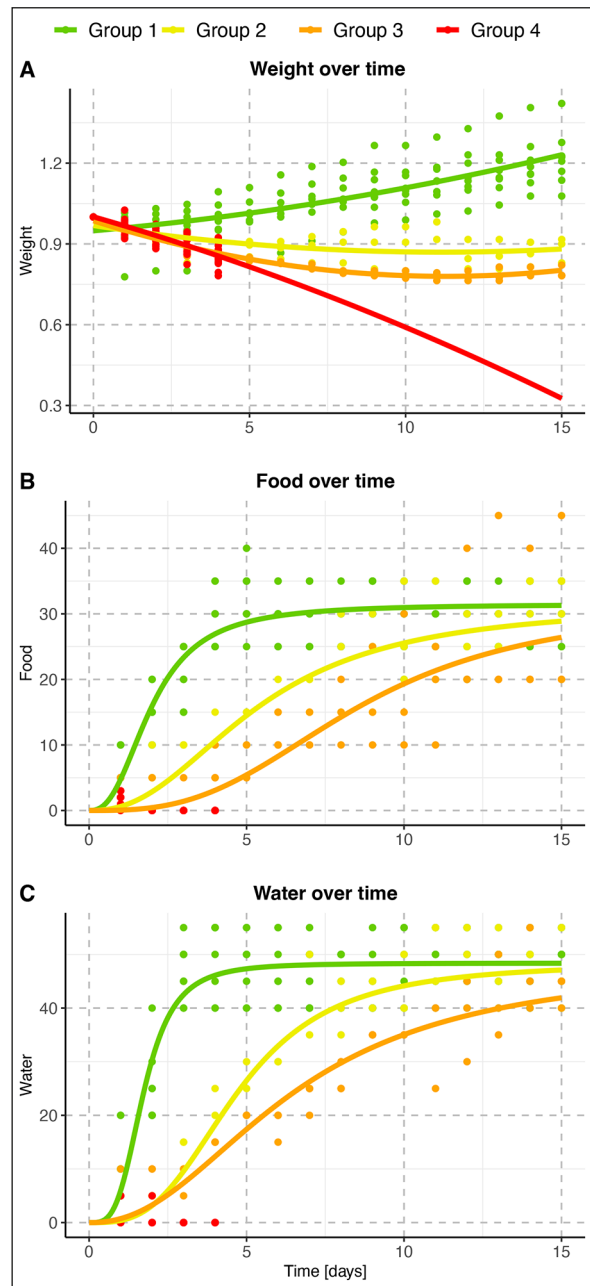 Group 1 Group 2 Group 3 Group 4
A Weight over time
Weight
1.2
0.9
0.6
0.3
0 5 10 15
B Food over time
Food
40
30
20
10
0
0 5 10 15
C Water over time
Water
40
20
0
0 5 10 15
Time [days]